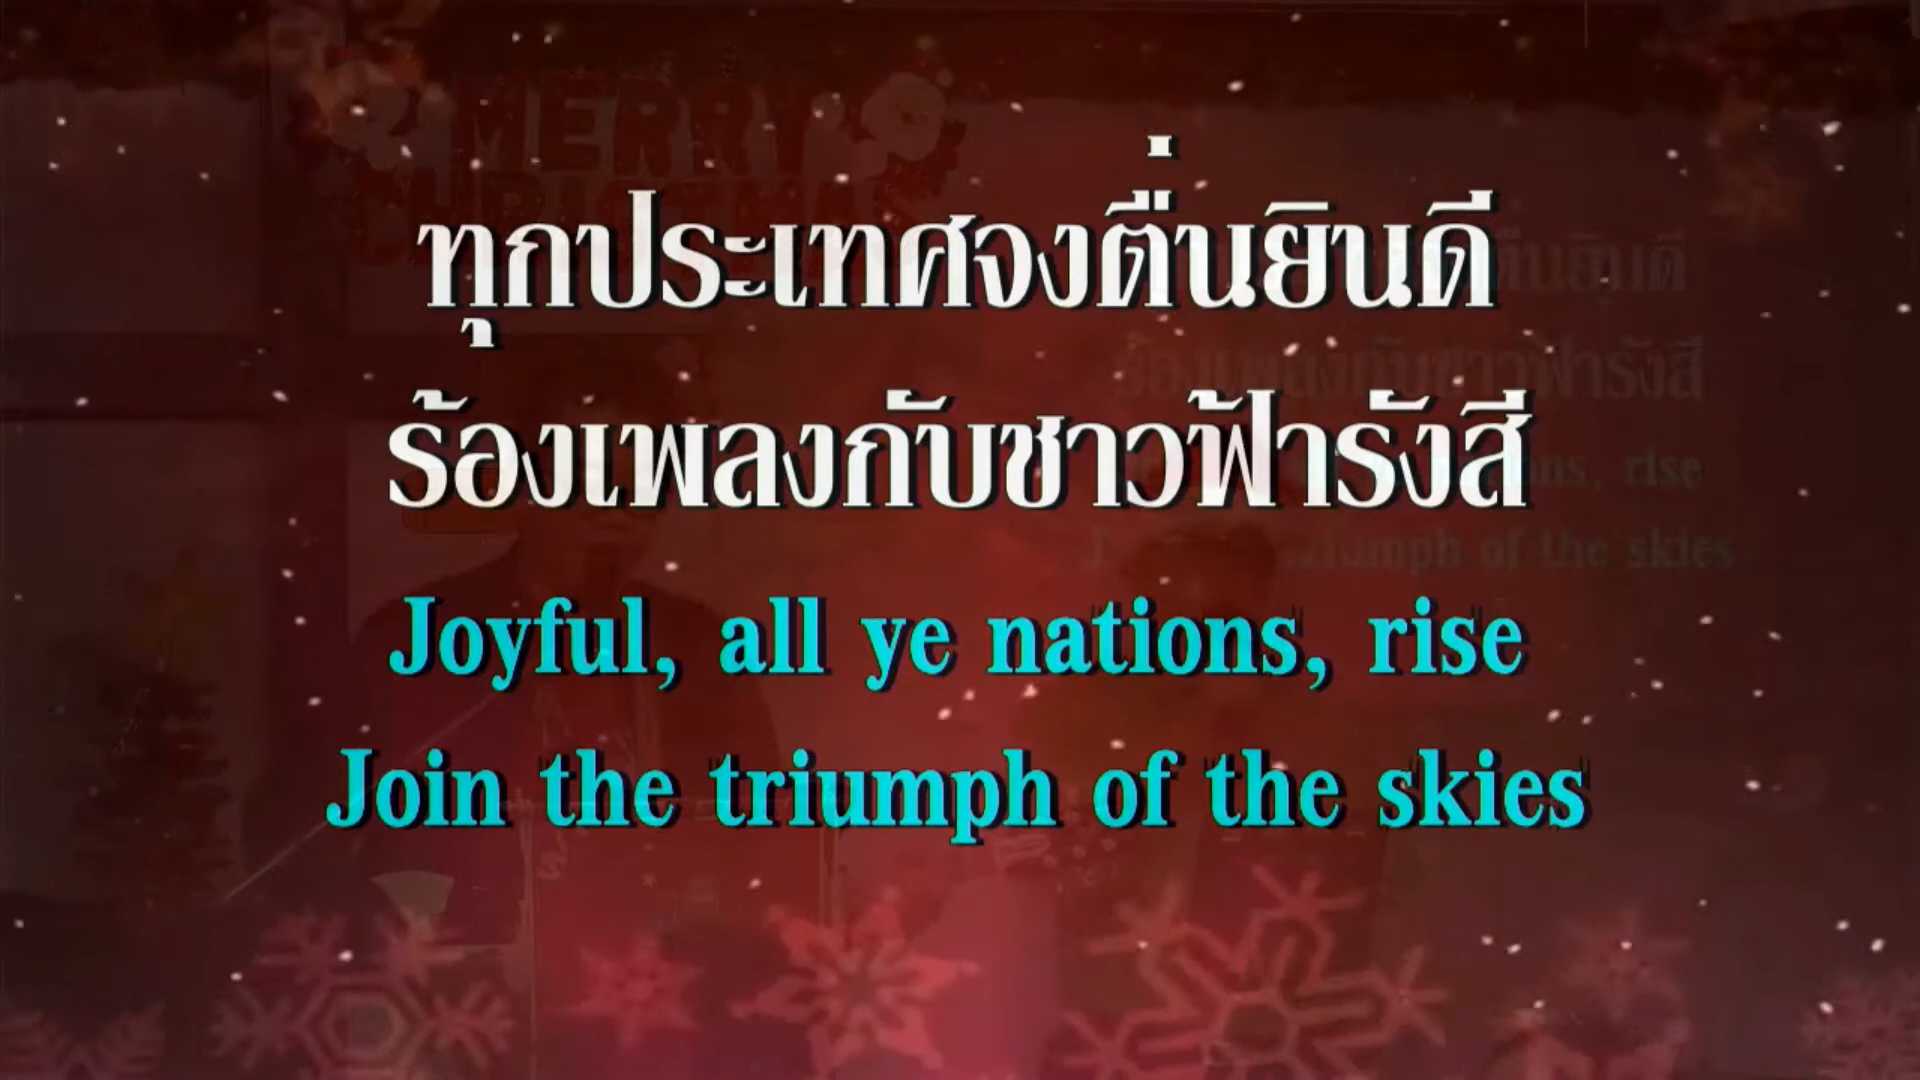 MERRY
CHRISTMAS
ทุกประเทศจงตื่นยินดี
ร้องเพลงกับชาวฟ้ารังสี
Joyful, all ye nations, rise
Join the triumph of the skies